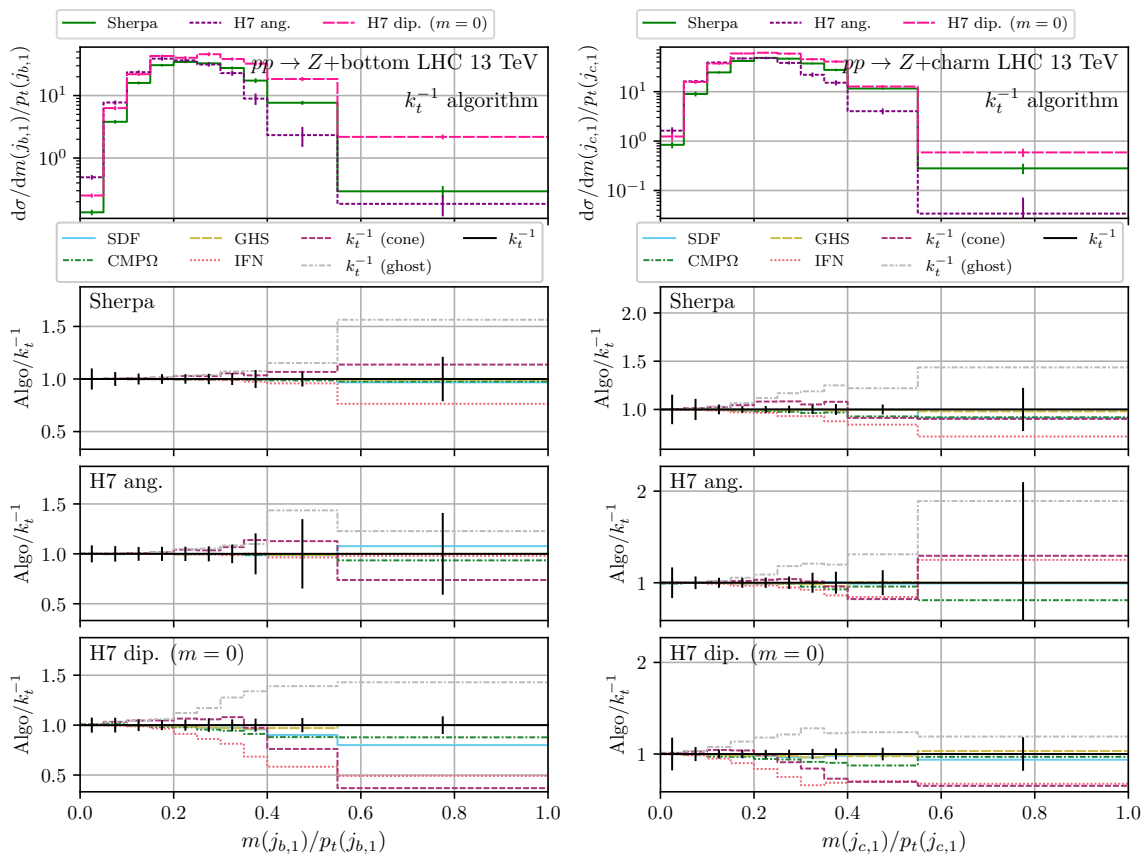 Sherpa H7 ang. H7 dip. (m = 0)
pp → Z+bottom LHC 13 TeV
k_t^{-1} algorithm
dσ/dm(j_{b,1})/p_t(j_{b,1})
10^1
10^0
SDF GHS k_t^{-1} (cone) k_t^{-1}
CMPΩ IFN k_t^{-1} (ghost)
Sherpa
Algo/k_t^{-1}
1.5
1.0
0.5
H7 ang.
Algo/k_t^{-1}
1.5
1.0
0.5
H7 dip. (m = 0)
Algo/k_t^{-1}
1.5
1.0
0.5
0.0 0.2 0.4 0.6 0.8 1.0
m(j_{b,1})/p_t(j_{b,1})
Sherpa H7 ang. H7 dip. (m = 0)
pp → Z+charm LHC 13 TeV
k_t^{-1} algorithm
dσ/dm(j_{c,1})/p_t(j_{c,1})
10^1
10^0
10^{-1}
SDF GHS k_t^{-1} (cone) k_t^{-1}
CMPΩ IFN k_t^{-1} (ghost)
Sherpa
Algo/k_t^{-1}
2.0
1.5
1.0
H7 ang.
Algo/k_t^{-1}
2
1
H7 dip. (m = 0)
Algo/k_t^{-1}
2
1
0.0 0.2 0.4 0.6 0.8 1.0
m(j_{c,1})/p_t(j_{c,1})